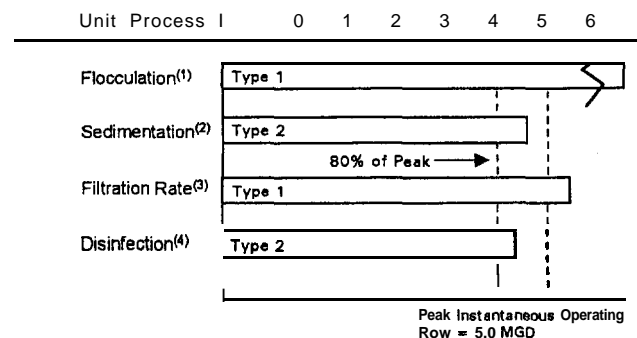 Unit Process I 0 1 2 3 4 5 6
Flocculation(1) Type 1
Sedimentation(2) Type 2
80% of Peak
Filtration Rate(3) Type 1
Disinfection(4) Type 2
Peak Instantaneous Operating
Row = 5.0 MGD